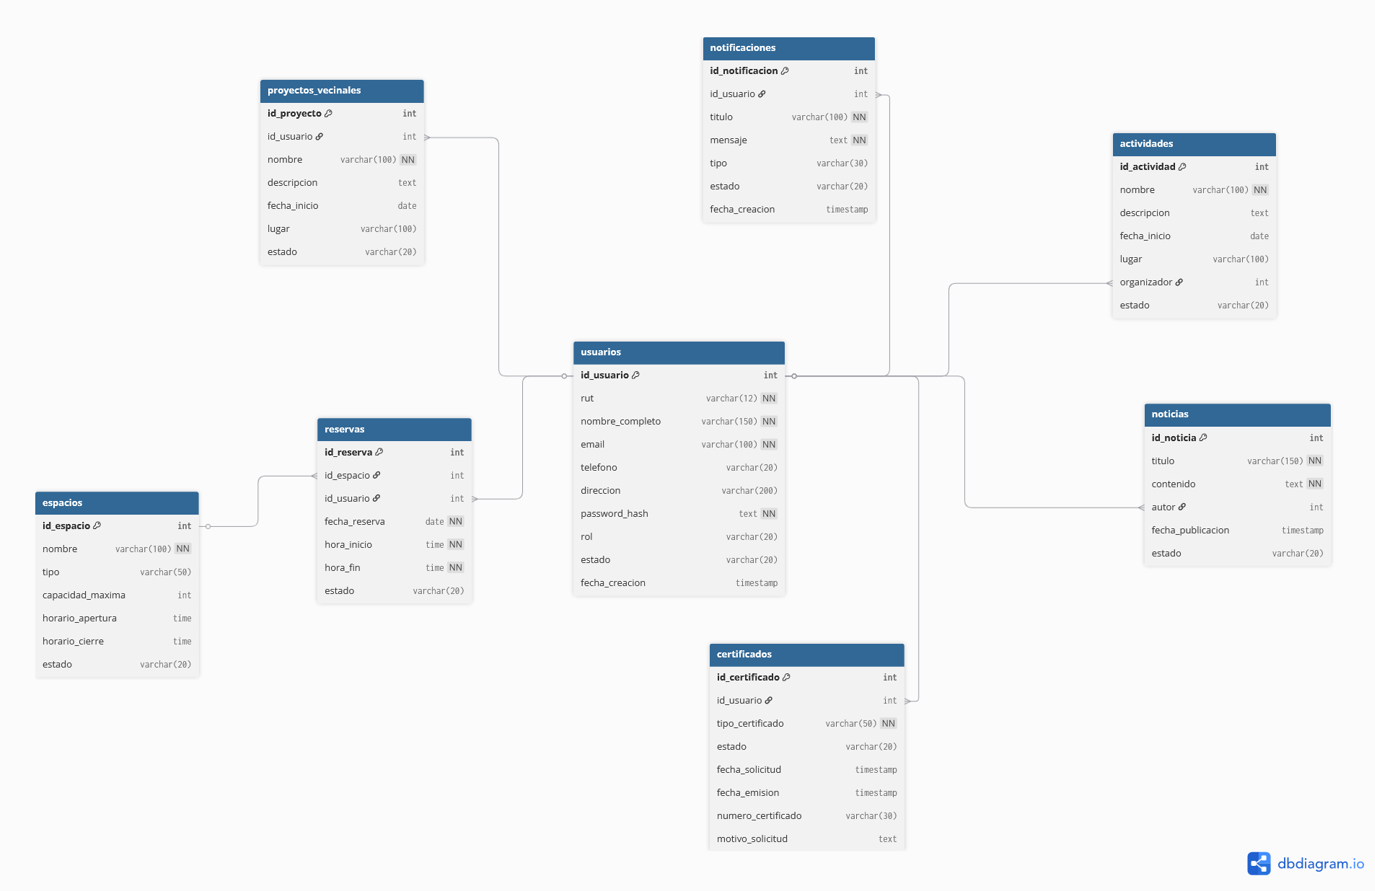 notificaciones
id_notificacion int
id_usuario int
titulo varchar(100) NN
mensaje text NN
tipo varchar(30)
estado varchar(20)
fecha_creacion timestamp
proyectos_vecinales
id_proyecto int
id_usuario int
nombre varchar(100) NN
descripcion text
fecha_inicio date
lugar varchar(100)
estado varchar(20)
actividades
id_actividad int
nombre varchar(100) NN
descripcion text
fecha_inicio date
lugar varchar(100)
organizador int
estado varchar(20)
usuarios
id_usuario int
rut varchar(12) NN
nombre_completo varchar(150) NN
email varchar(100) NN
telefono varchar(20)
direccion varchar(200)
password_hash text NN
rol varchar(20)
estado varchar(20)
fecha_creacion timestamp
noticias
id_noticia int
titulo varchar(150) NN
contenido text NN
autor int
fecha_publicacion timestamp
estado varchar(20)
reservas
id_reserva int
id_espacio int
id_usuario int
fecha_reserva date NN
hora_inicio time NN
hora_fin time NN
estado varchar(20)
espacios
id_espacio int
nombre varchar(100) NN
tipo varchar(50)
capacidad_maxima int
horario_apertura time
horario_cierre time
estado varchar(20)
certificados
id_certificado int
id_usuario int
tipo_certificado varchar(50) NN
estado varchar(20)
fecha_solicitud timestamp
fecha_emision timestamp
numero_certificado varchar(30)
motivo_solicitud text
dbdiagram.io